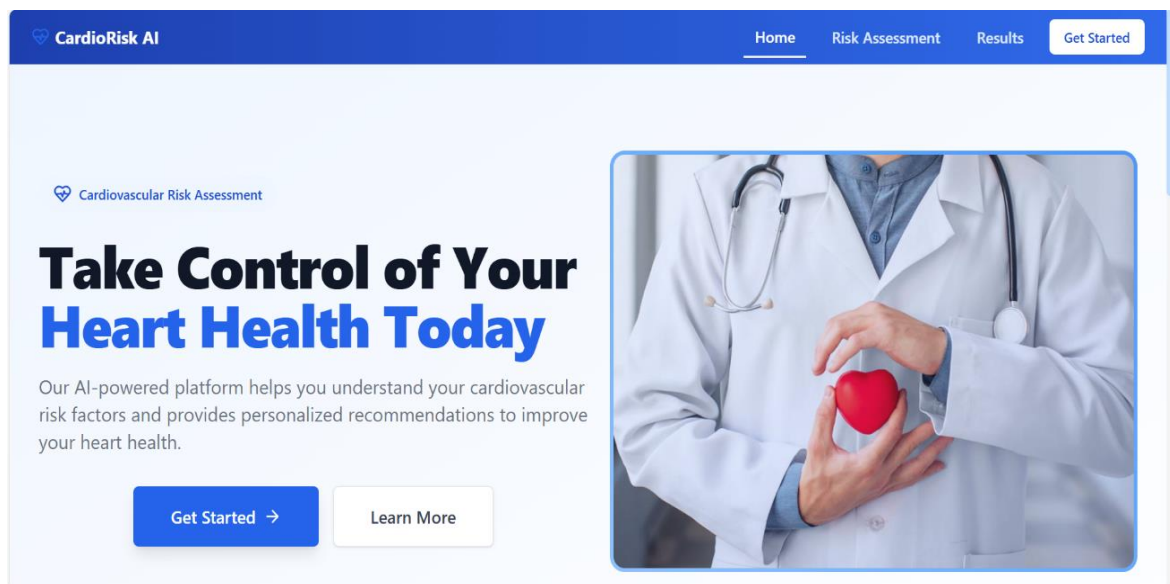 CardioRisk AI
Home
Risk Assessment
Results
Get Started
Cardiovascular Risk Assessment
Take Control of Your
Heart Health Today
Our AI-powered platform helps you understand your cardiovascular
risk factors and provides personalized recommendations to improve
your heart health.
Get Started →
Learn More